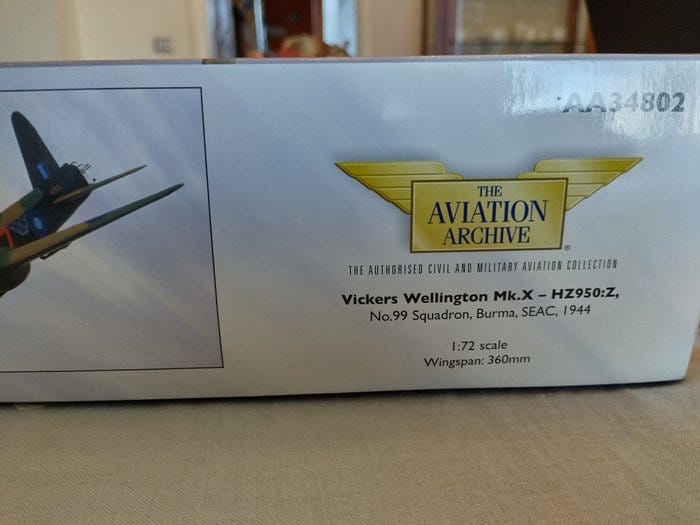 AA34802
THE
AVIATION
ARCHIVE
®
THE AUTHORISED CIVIL AND MILITARY AVIATION COLLECTION
Vickers Wellington Mk.X – HZ950:Z,
No.99 Squadron, Burma, SEAC, 1944
1:72 scale
Wingspan: 360mm